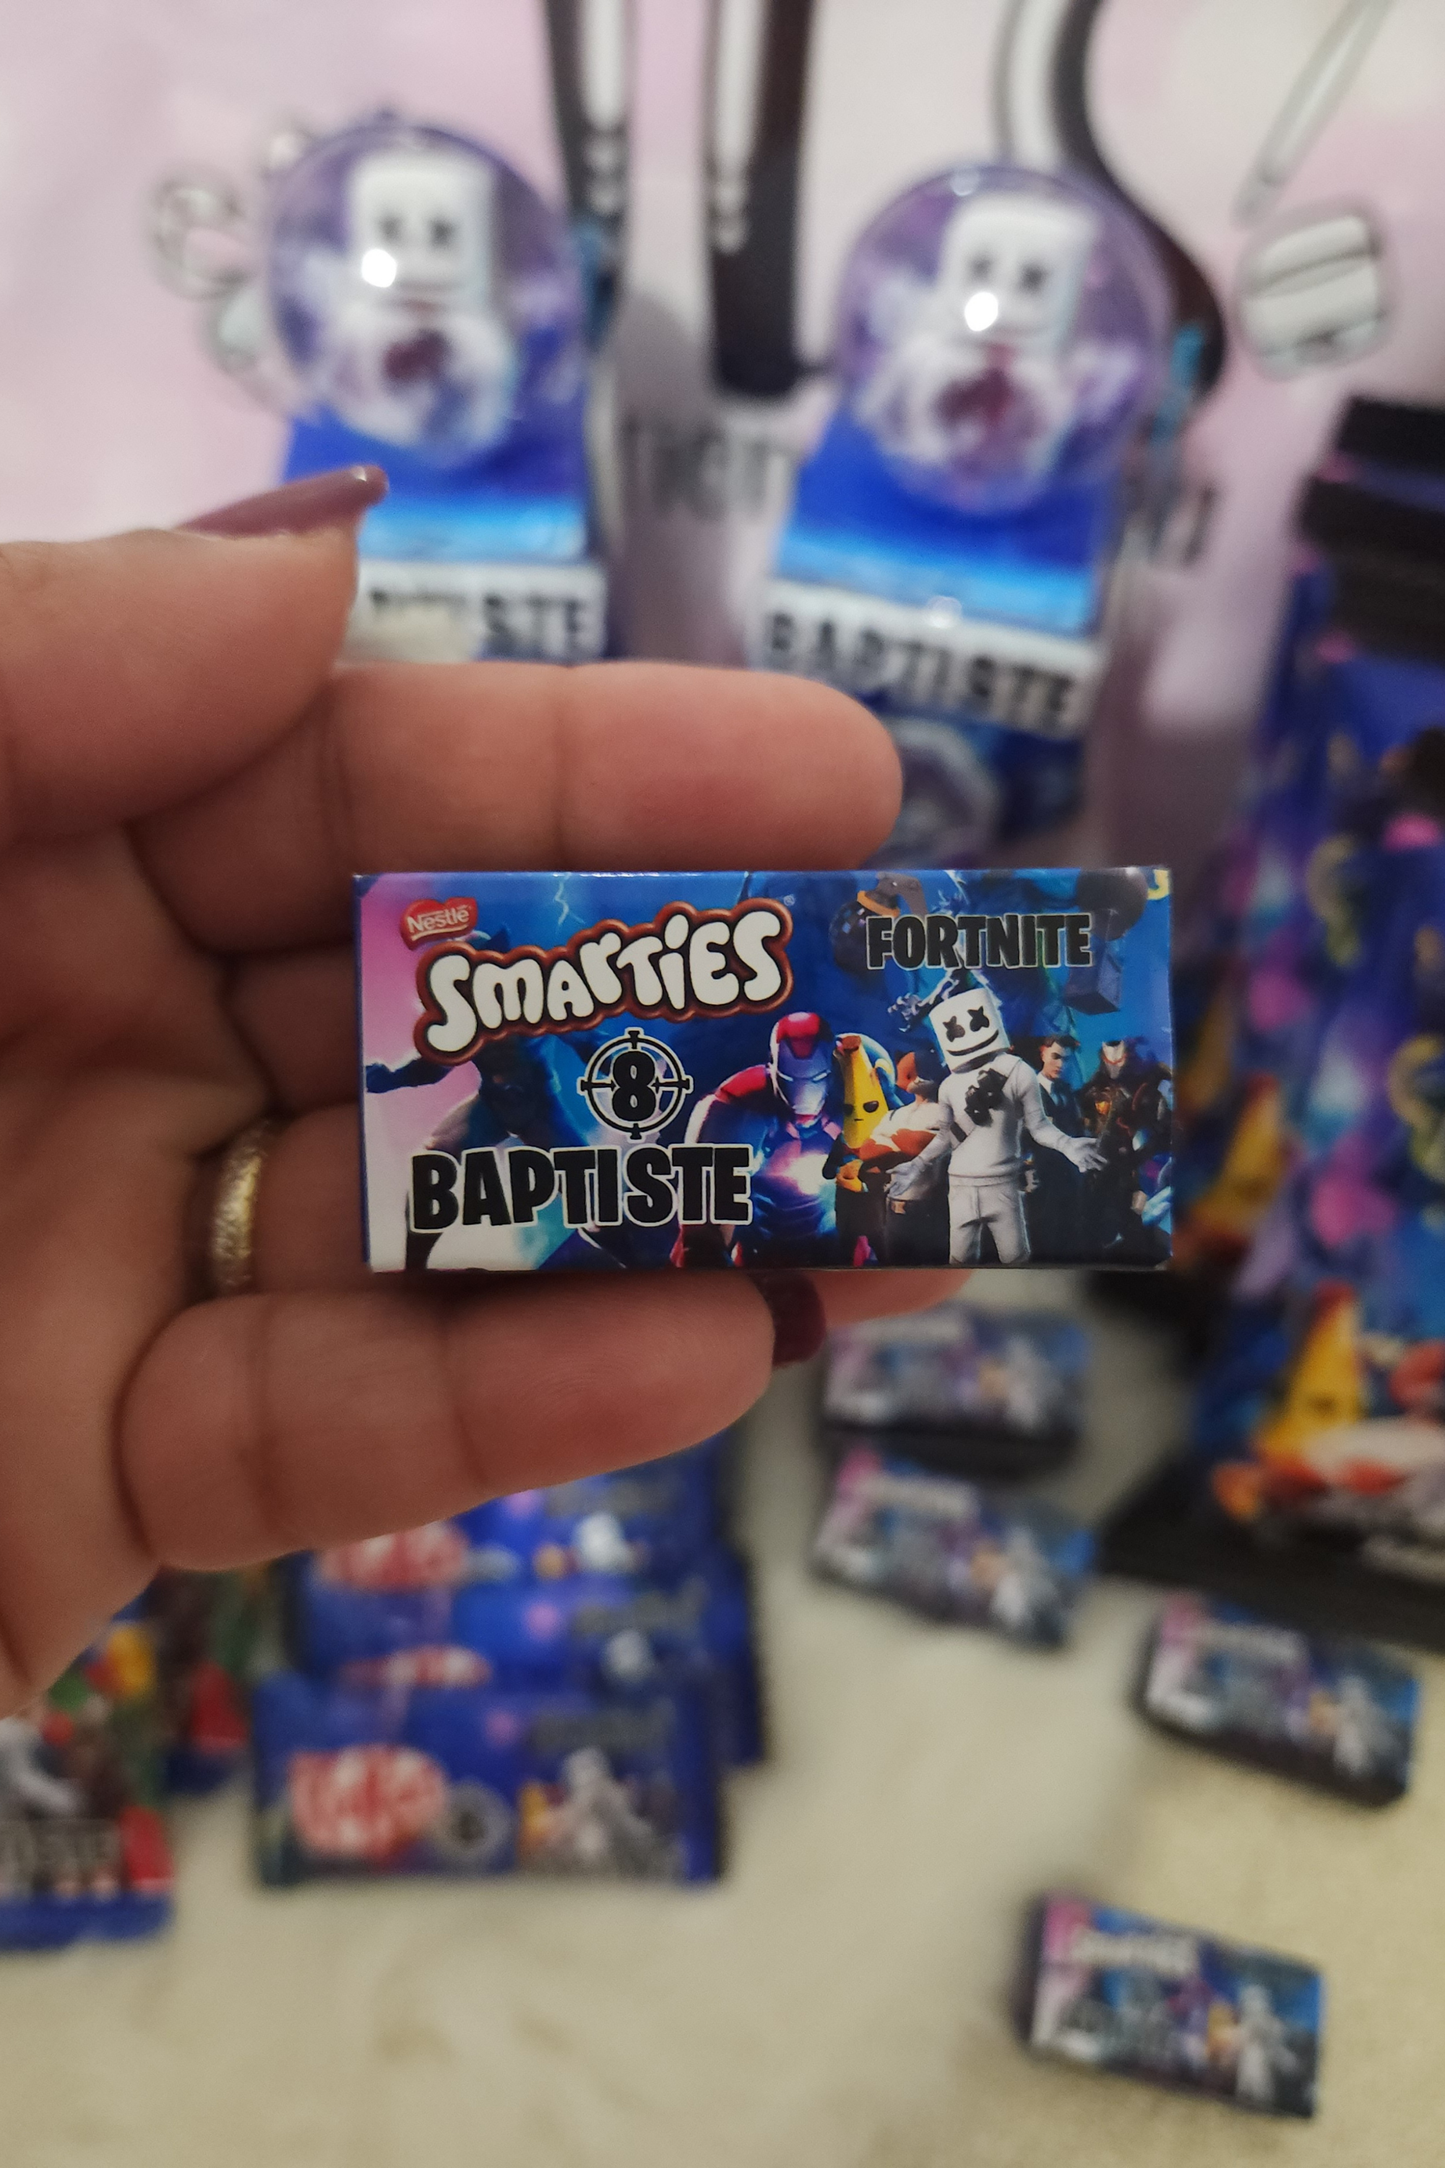 BAPTISTE
Nestlé
SMARTIES
FORTNITE
8
BAPTISTE